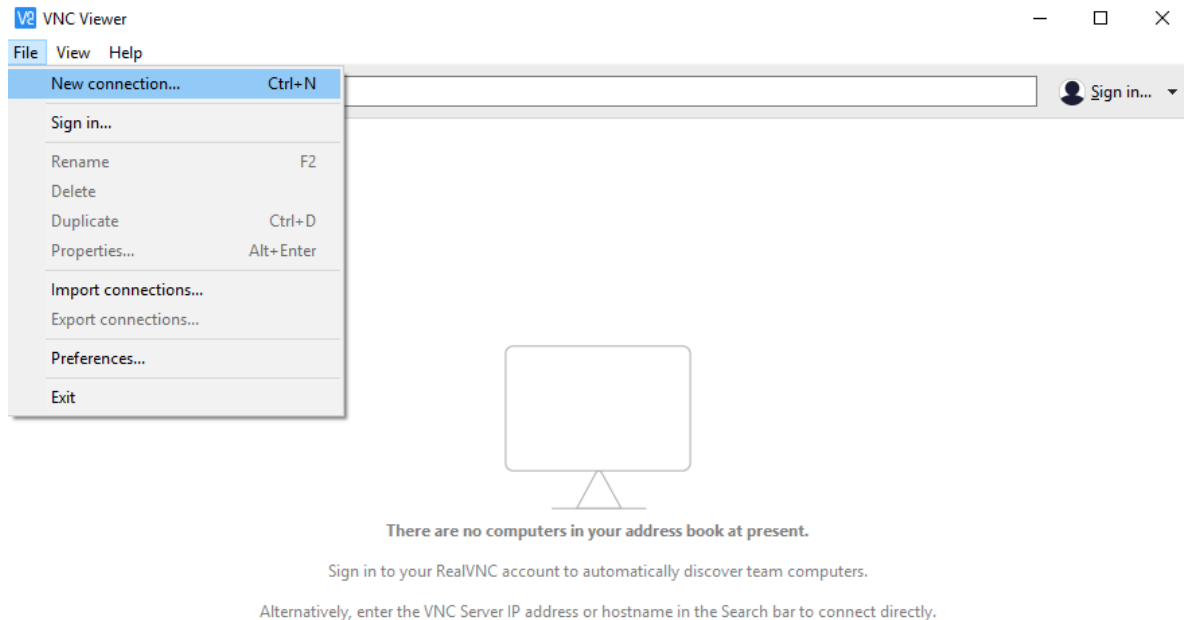 VNC Viewer
File View Help
New connection... Ctrl+N
Sign in...
Sign in...
Rename F2
Delete
Duplicate Ctrl+D
Properties... Alt+Enter
Import connections...
Export connections...
Preferences...
Exit
There are no computers in your address book at present.
Sign in to your RealVNC account to automatically discover team computers.
Alternatively, enter the VNC Server IP address or hostname in the Search bar to connect directly.